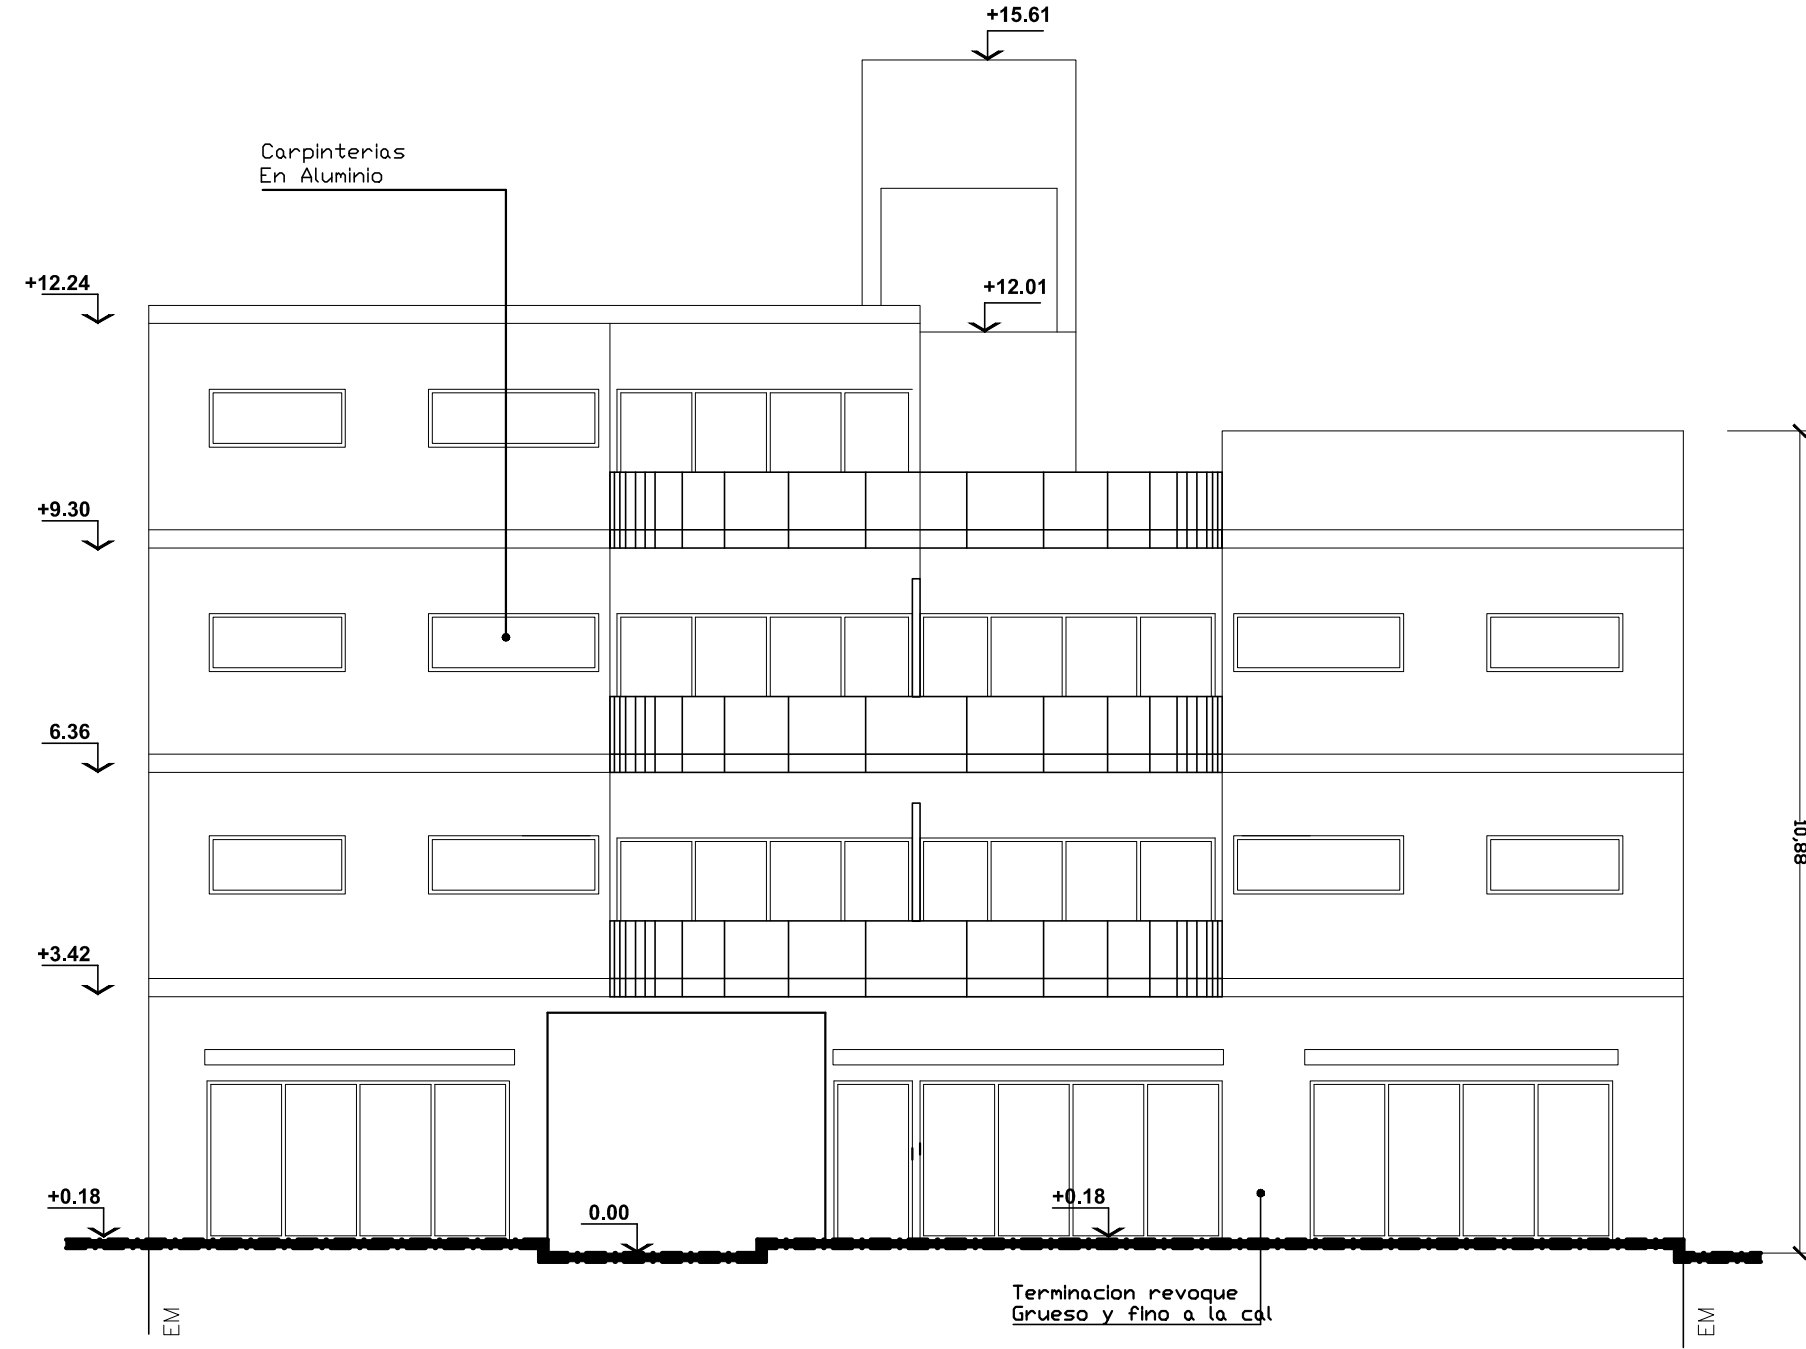 +15.61
Carpinterias
En Aluminio
+12.24
+12.01
+9.30
6.36
10,88
+3.42
+0.18
0.00
+0.18
Terminacion revoque
Grueso y fino a la cal
EM
EM